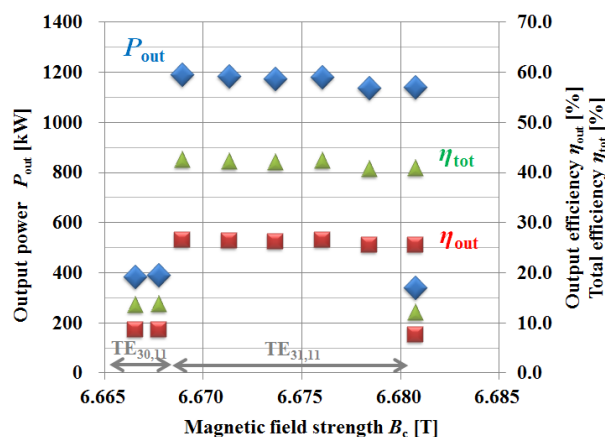 1400
1200
1000
800
600
400
200
0
Output power P_out [kW]
P_out
η_tot
η_out
TE_30,11
TE_31,11
70.0
60.0
50.0
40.0
30.0
20.0
10.0
0.0
Output efficiency η_out [%]
Total efficiency η_tot [%]
6.665
6.670
6.675
6.680
6.685
Magnetic field strength B_c [T]